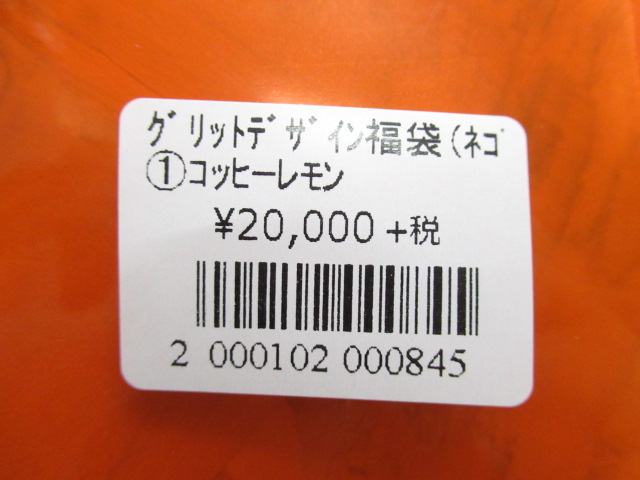 ｸﾞﾘｯﾄﾃﾞｻﾞｲﾝ福袋(ﾈｺﾞ
①コッヒーレモン
¥20,000+税
2 000102 000845